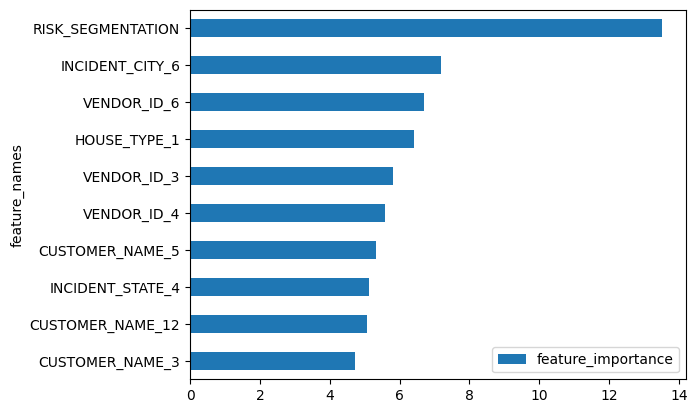 feature_names
RISK_SEGMENTATION
INCIDENT_CITY_6
VENDOR_ID_6
HOUSE_TYPE_1
VENDOR_ID_3
VENDOR_ID_4
CUSTOMER_NAME_5
INCIDENT_STATE_4
CUSTOMER_NAME_12
CUSTOMER_NAME_3
feature_importance
0 2 4 6 8 10 12 14